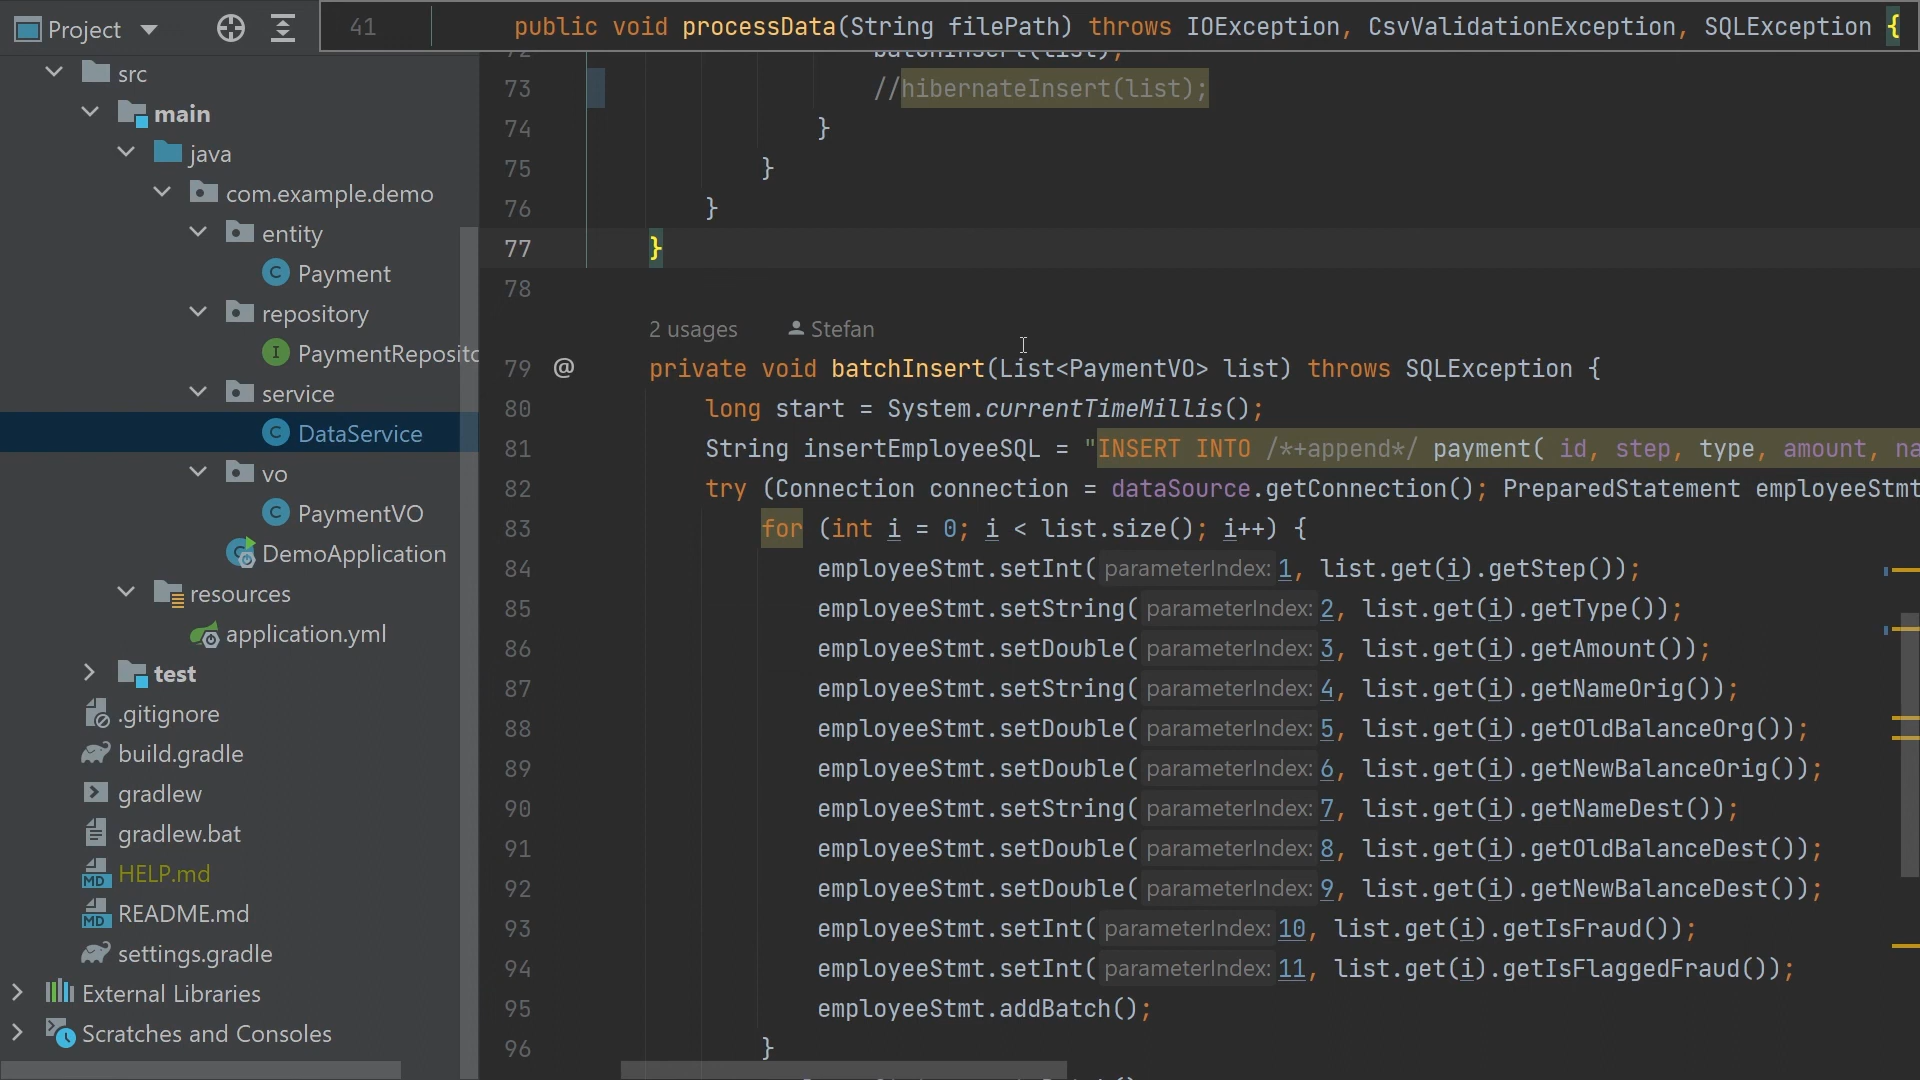 Project
41 public void processData(String filePath) throws IOException, CsvValidationException, SQLException {
src
main
java
com.example.demo
entity
Payment
repository
PaymentReposito
service
DataService
vo
PaymentVO
DemoApplication
resources
application.yml
test
.gitignore
build.gradle
gradlew
gradlew.bat
HELP.md
README.md
settings.gradle
External Libraries
Scratches and Consoles
72 batchInsert(list);
73 //hibernateInsert(list);
74 }
75 }
76 }
77 }
78
2 usages Stefan
79 @ private void batchInsert(List<PaymentVO> list) throws SQLException {
80 long start = System.currentTimeMillis();
81 String insertEmployeeSQL = "INSERT INTO /*+append*/ payment( id, step, type, amount, na
82 try (Connection connection = dataSource.getConnection(); PreparedStatement employeeStmt
83 for (int i = 0; i < list.size(); i++) {
84 employeeStmt.setInt( parameterIndex: 1, list.get(i).getStep());
85 employeeStmt.setString( parameterIndex: 2, list.get(i).getType());
86 employeeStmt.setDouble( parameterIndex: 3, list.get(i).getAmount());
87 employeeStmt.setString( parameterIndex: 4, list.get(i).getNameOrig());
88 employeeStmt.setDouble( parameterIndex: 5, list.get(i).getOldBalanceOrg());
89 employeeStmt.setDouble( parameterIndex: 6, list.get(i).getNewBalanceOrig());
90 employeeStmt.setString( parameterIndex: 7, list.get(i).getNameDest());
91 employeeStmt.setDouble( parameterIndex: 8, list.get(i).getOldBalanceDest());
92 employeeStmt.setDouble( parameterIndex: 9, list.get(i).getNewBalanceDest());
93 employeeStmt.setInt( parameterIndex: 10, list.get(i).getIsFraud());
94 employeeStmt.setInt( parameterIndex: 11, list.get(i).getIsFlaggedFraud());
95 employeeStmt.addBatch();
96 }